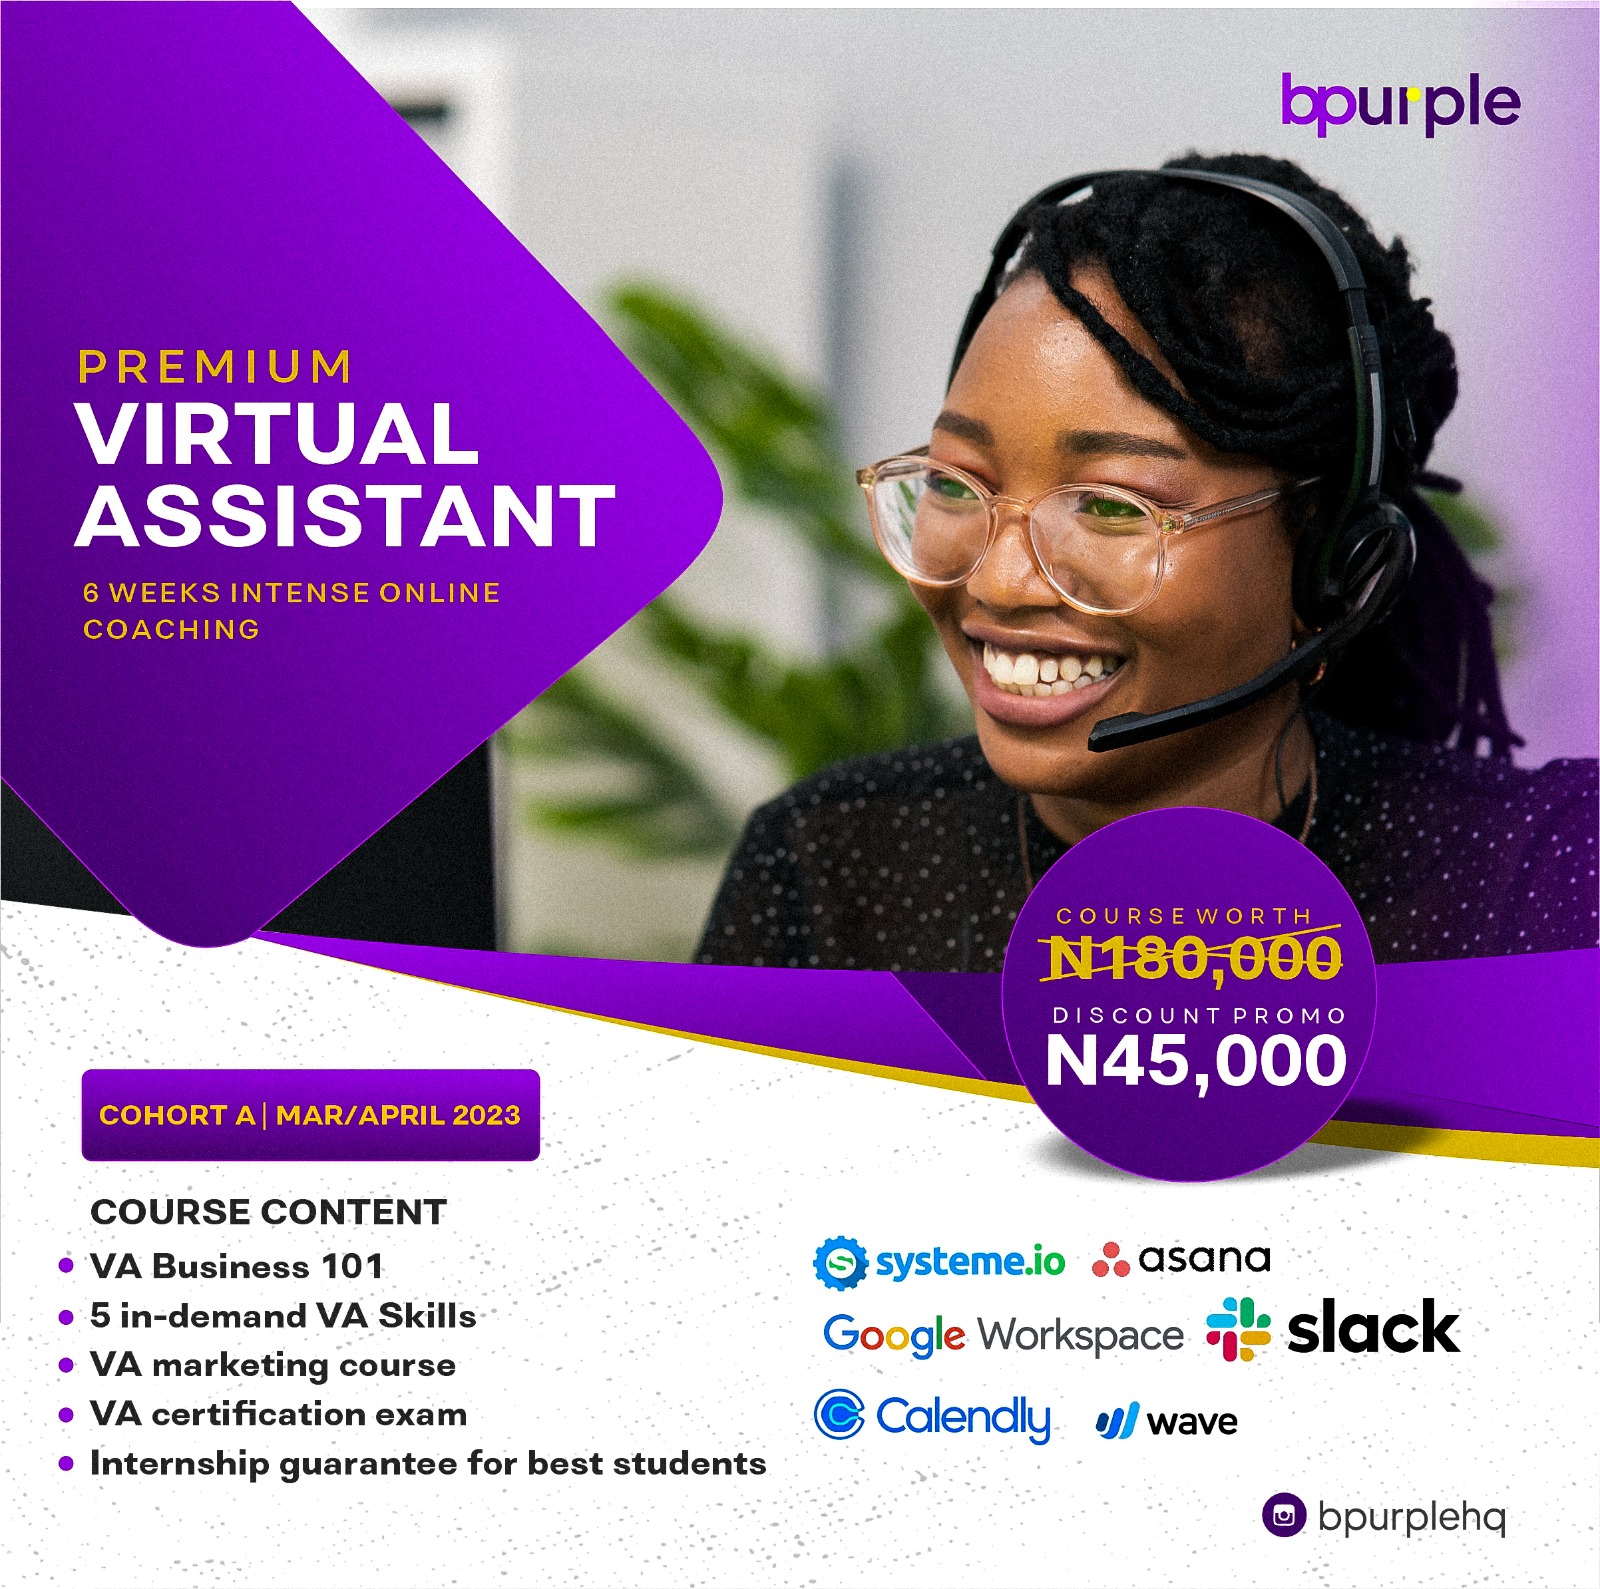 bpurple
PREMIUM
VIRTUAL
ASSISTANT
6 WEEKS INTENSE ONLINE
COACHING
COURSE WORTH
N180,000
DISCOUNT PROMO
N45,000
COHORT A | MAR/APRIL 2023
COURSE CONTENT
• VA Business 101
• 5 in-demand VA Skills
• VA marketing course
• VA certification exam
• Internship guarantee for best students
systeme.io asana
Google Workspace slack
Calendly wave
bpurplehq